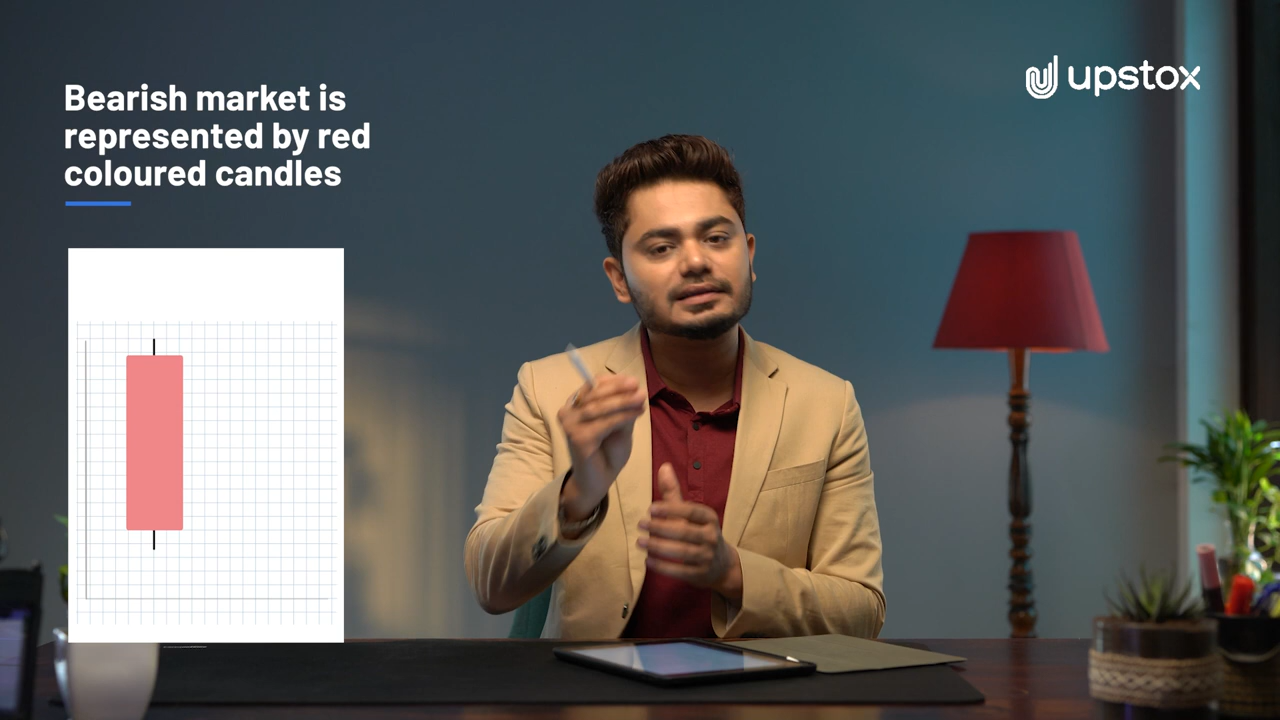 Bearish market is
represented by red
coloured candles
upstox